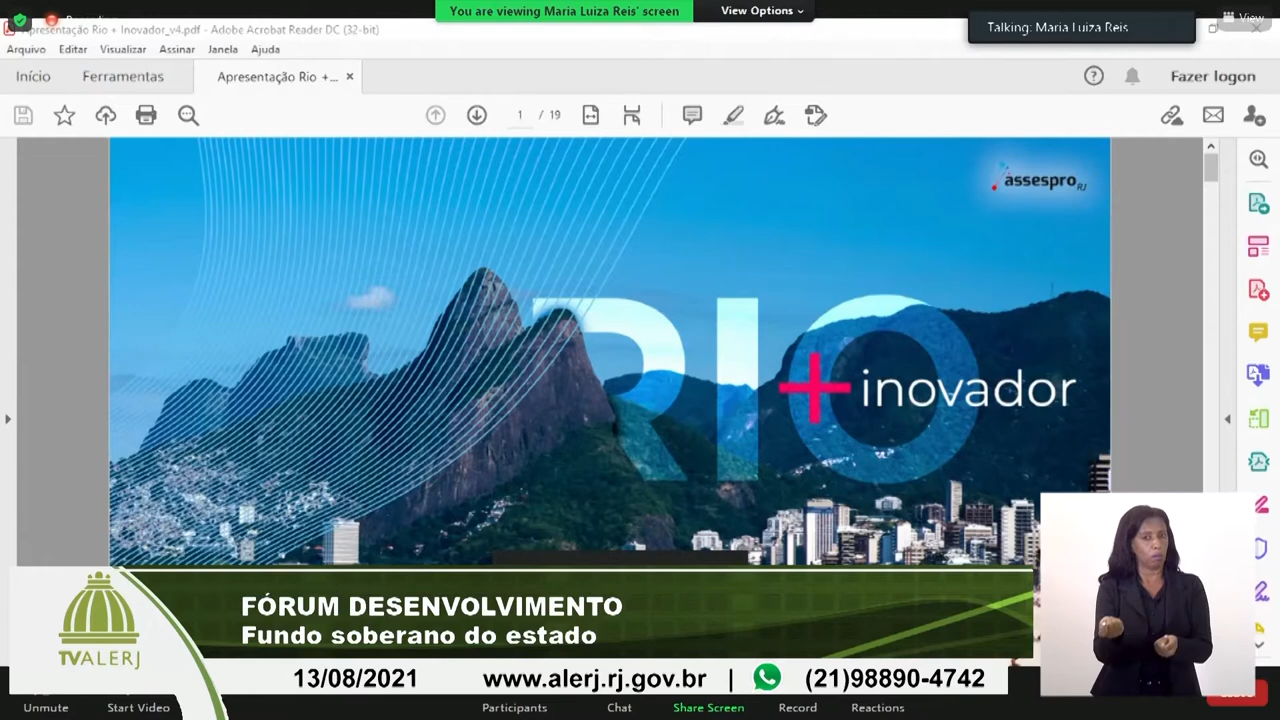 You are viewing Maria Luiza Reis' screen
View Options
Talking: Maria Luiza Reis
View
Apresentação Rio + Inovador_v4.pdf - Adobe Acrobat Reader DC (32-bit)
Arquivo Editar Visualizar Assinar Janela Ajuda
Início Ferramentas Apresentação Rio +... ×
Fazer logon
1 / 19
assespro RJ
RIO
+ inovador
FÓRUM DESENVOLVIMENTO
Fundo soberano do estado
TVALERJ
13/08/2021 www.alerj.rj.gov.br | (21)98890-4742
Unmute Start Video Participants Chat Share Screen Record Reactions